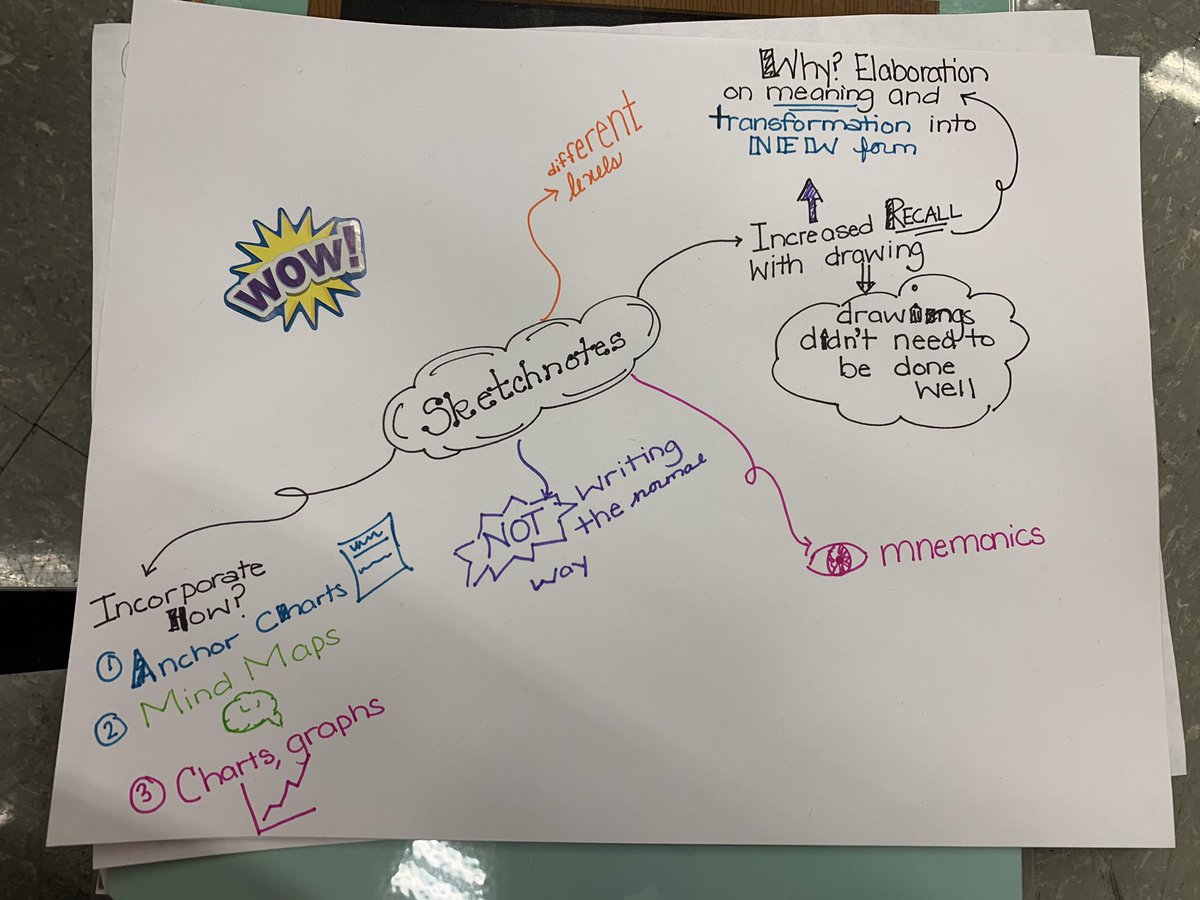 Why? Elaboration
on meaning and
transformation into
NEW form
different
levels
WOW!
Increased RECALL
with drawing
drawings
didn't need to
be done
well
Sketchnotes
NOT writing
the normal
way
mnemonics
Incorporate
How?
1 Anchor Charts
2 Mind Maps
3 Charts, graphs